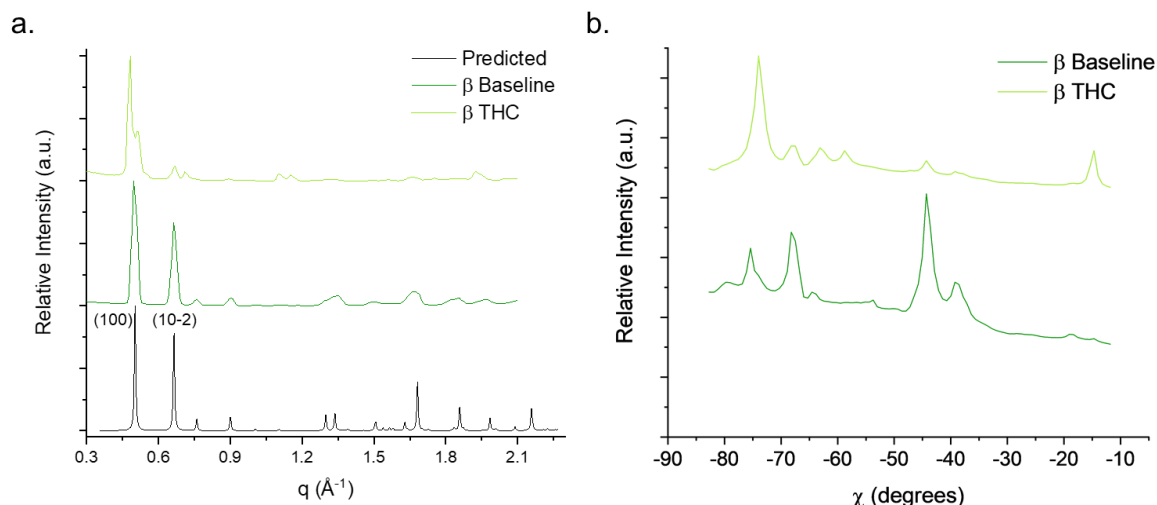 a.
Predicted
β Baseline
β THC
Relative Intensity (a.u.)
(100)
(10-2)
0.3
0.6
0.9
1.2
1.5
1.8
2.1
q (Å⁻¹)
b.
β Baseline
β THC
Relative Intensity (a.u.)
-90
-80
-70
-60
-50
-40
-30
-20
-10
χ (degrees)